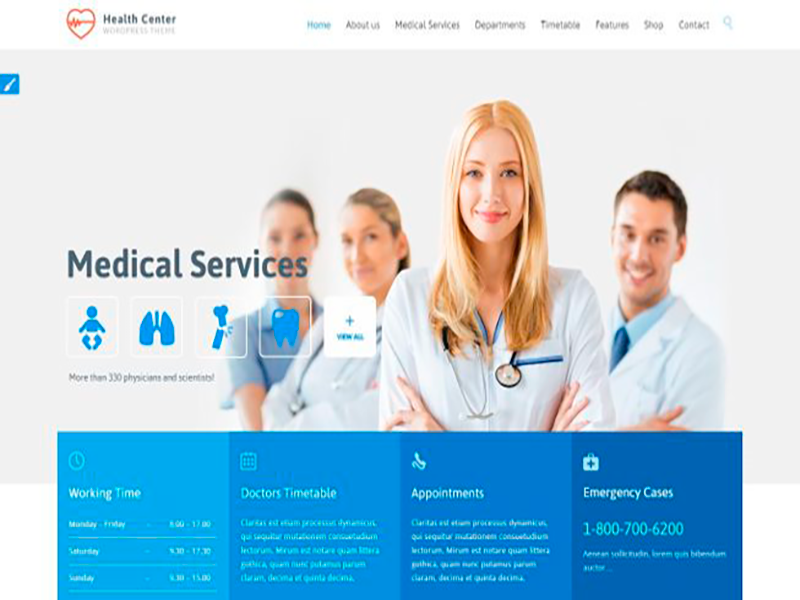 Health Center
WORDPRESS THEME
Home About us Medical Services Departments Timetable Features Shop Contact
Medical Services
+
VIEW ALL
More than 330 physicians and scientists!
Working Time
Monday - Friday - 8.00 - 17.00
Saturday - 9.30 - 17.30
Sunday - 9.30 - 15.00
Doctors Timetable
Claritas est etiam processus dynamicus,
qui sequitur mutationem consuetudium
lectorum. Mirum est notare quam littera
gothica, quam nunc putamus parum
claram, decima et quinta decima.
Appointments
Claritas est etiam processus dynamicus,
qui sequitur mutationem consuetudium
lectorum. Mirum est notare quam littera
gothica, quam nunc putamus parum
claram, decima et quinta decima.
Emergency Cases
1-800-700-6200
Aenean sollicitudin, lorem quis bibendum
auctor ...